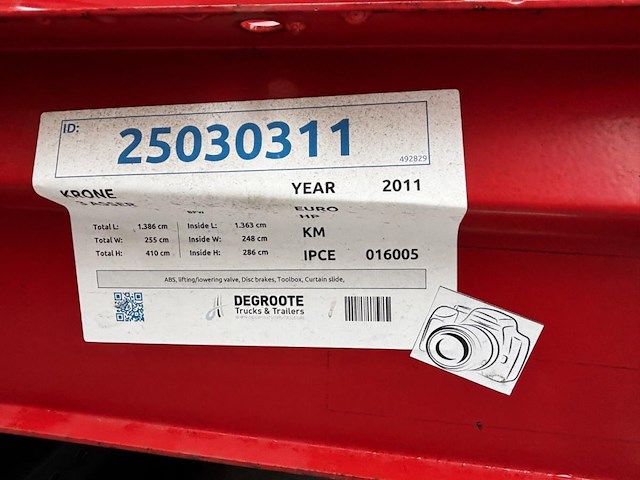 ID:
25030311
492829
KRONE YEAR 2011
3-ASSER EURO
BPW HP
Total L: 1.386 cm Inside L: 1.363 cm KM
Total W: 255 cm Inside W: 248 cm
Total H: 410 cm Inside H: 286 cm IPCE 016005
ABS, lifting/lowering valve, Disc brakes, Toolbox, Curtain slide,
DEGROOTE
Trucks & Trailers